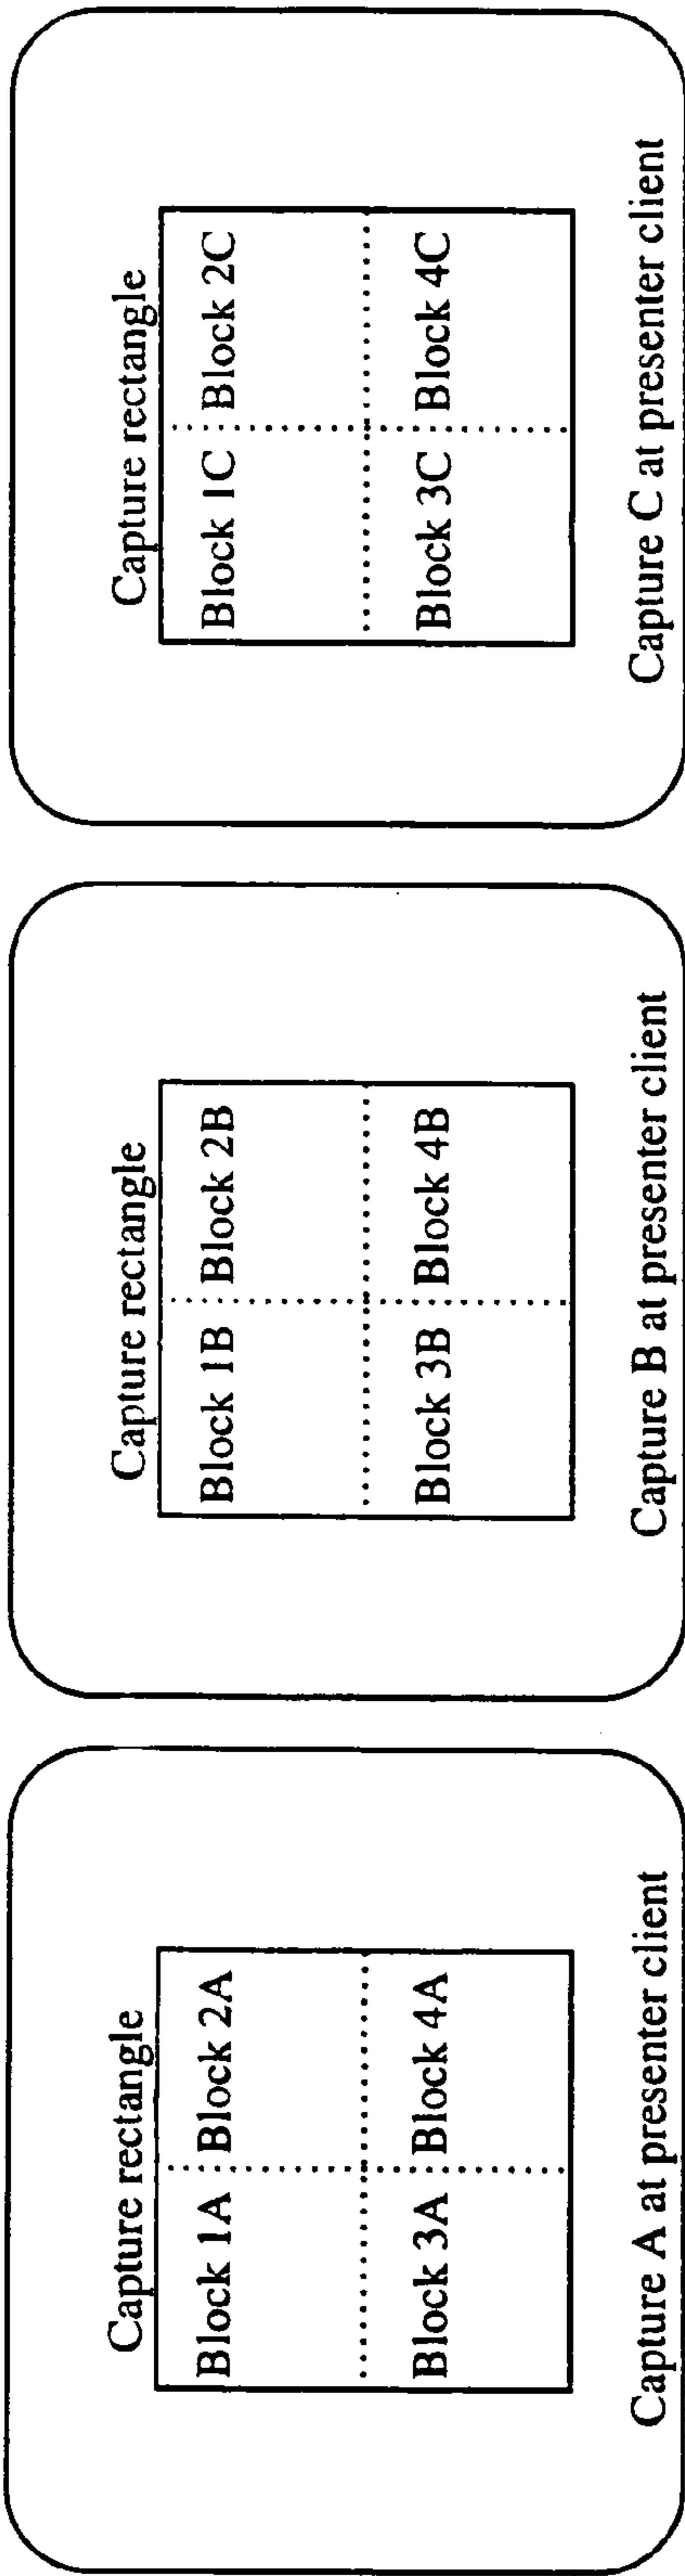 Capture rectangle
Block 1A Block 2A
Block 3A Block 4A
Capture A at presenter client
Capture rectangle
Block 1B Block 2B
Block 3B Block 4B
Capture B at presenter client
Capture rectangle
Block 1C Block 2C
Block 3C Block 4C
Capture C at presenter client